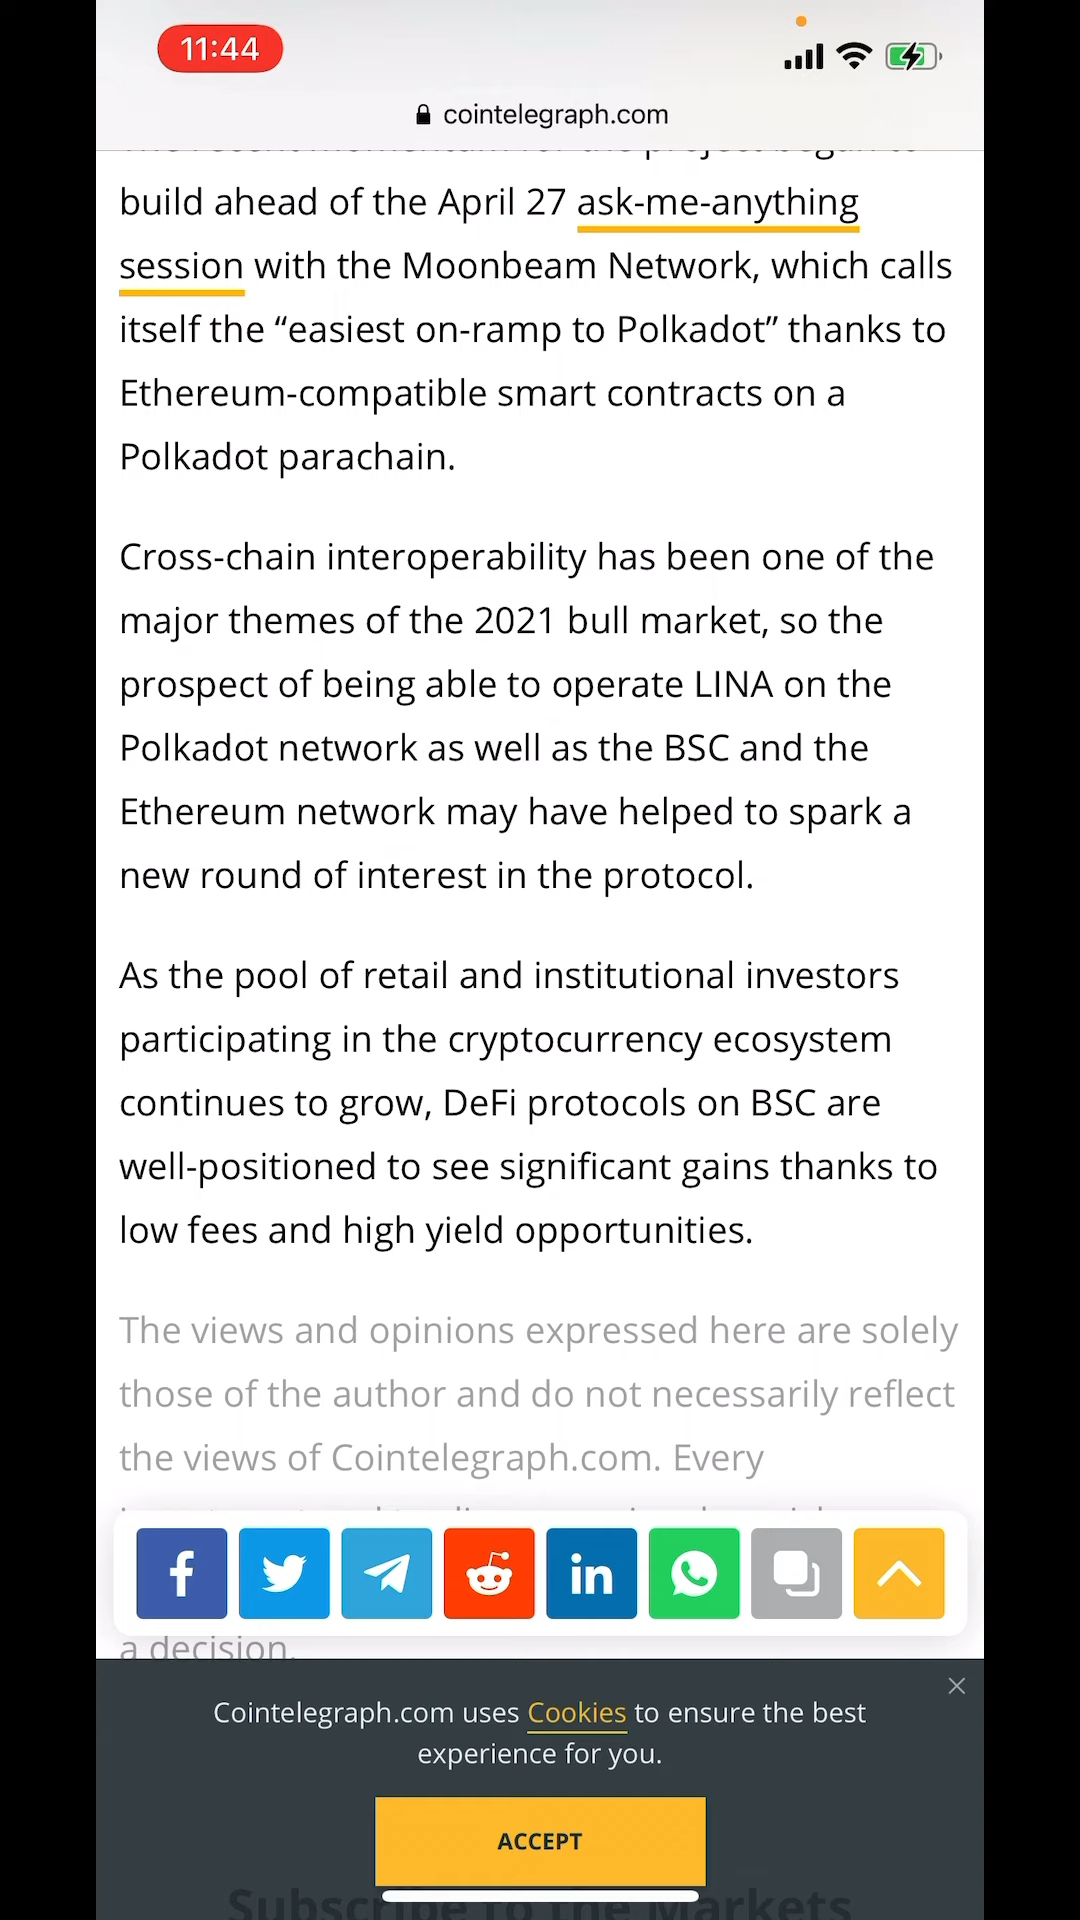 11:44
cointelegraph.com
build ahead of the April 27 ask-me-anything
session with the Moonbeam Network, which calls
itself the “easiest on-ramp to Polkadot” thanks to
Ethereum-compatible smart contracts on a
Polkadot parachain.
Cross-chain interoperability has been one of the
major themes of the 2021 bull market, so the
prospect of being able to operate LINA on the
Polkadot network as well as the BSC and the
Ethereum network may have helped to spark a
new round of interest in the protocol.
As the pool of retail and institutional investors
participating in the cryptocurrency ecosystem
continues to grow, DeFi protocols on BSC are
well-positioned to see significant gains thanks to
low fees and high yield opportunities.
The views and opinions expressed here are solely
those of the author and do not necessarily reflect
the views of Cointelegraph.com. Every
a decision.
Cointelegraph.com uses Cookies to ensure the best
experience for you.
ACCEPT
Subscribe to the Markets